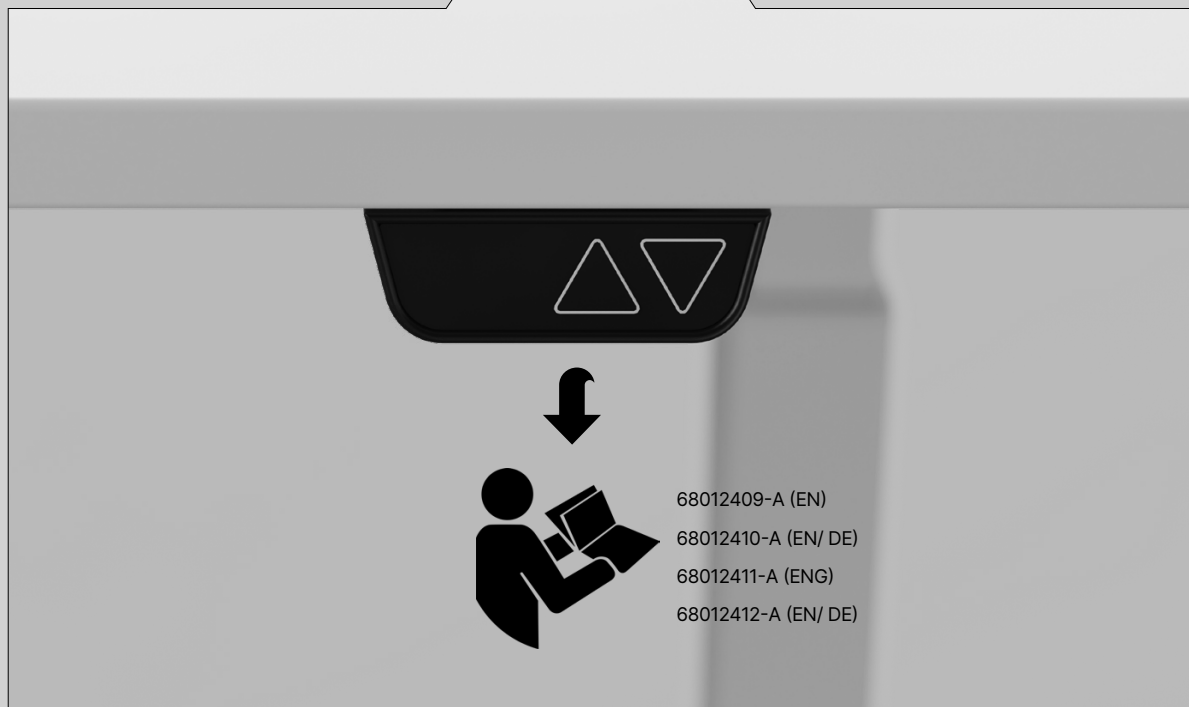 68012409-A (EN)
68012410-A (EN/ DE)
68012411-A (ENG)
68012412-A (EN/ DE)